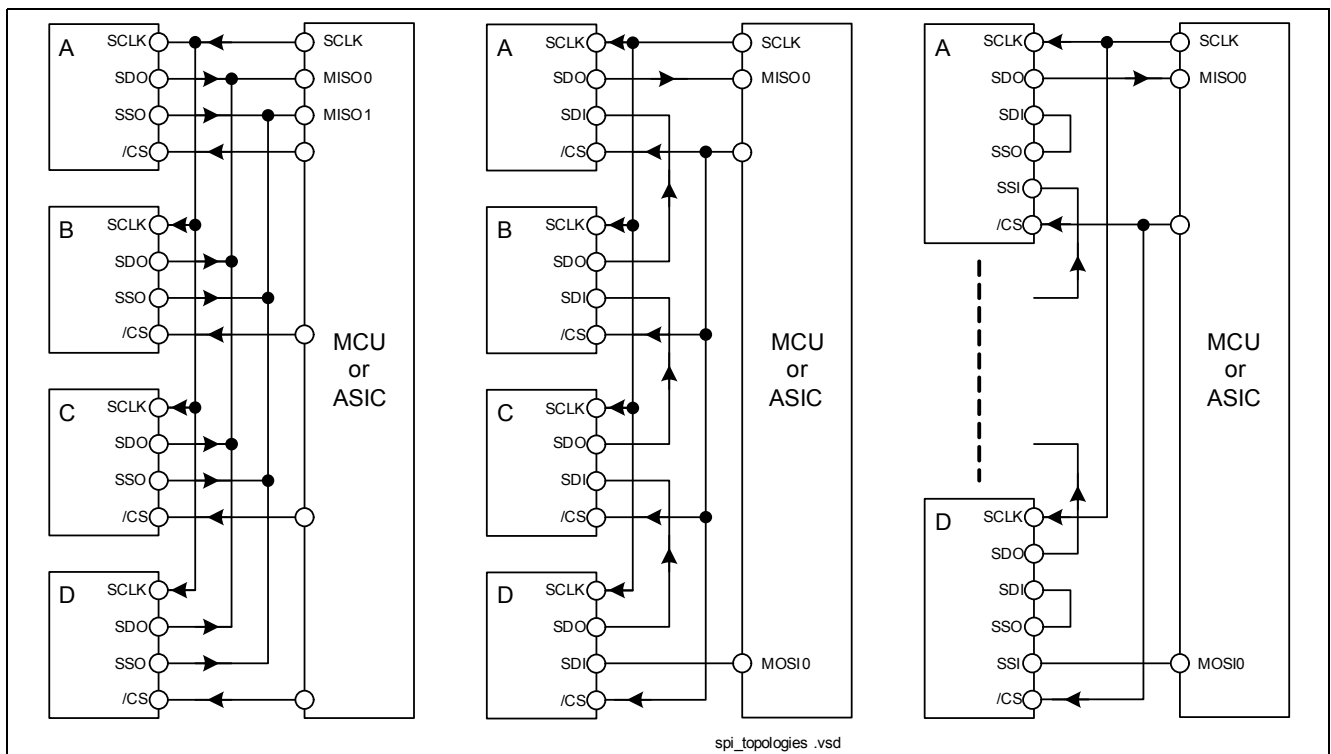 A
SCLK
SDO
SSO
/CS
B
SCLK
SDO
SSO
/CS
C
SCLK
SDO
SSO
/CS
D
SCLK
SDO
SSO
/CS
SCLK
MISO0
MISO1
MCU
or
ASIC
A
SCLK
SDO
SDI
/CS
B
SCLK
SDO
SDI
/CS
C
SCLK
SDO
SDI
/CS
D
SCLK
SDO
SDI
/CS
SCLK
MISO0
MCU
or
ASIC
MOSI0
A
SCLK
SDO
SDI
SSO
SSI
/CS
D
SCLK
SDO
SDI
SSO
SSI
/CS
SCLK
MISO0
MCU
or
ASIC
MOSI0
spi_topologies .vsd